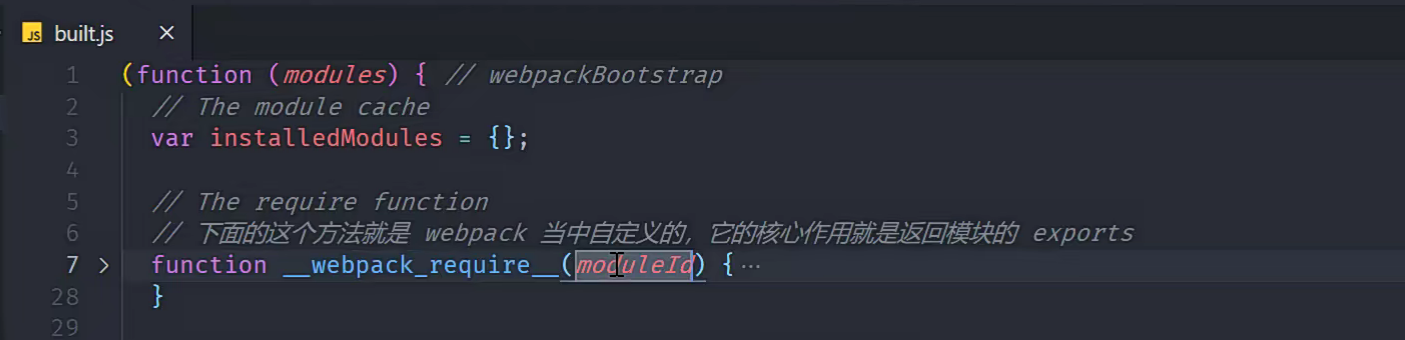 JS built.js ×
1 (function (modules) { // webpackBootstrap
2 // The module cache
3 var installedModules = {};
4
5 // The require function
6 // 下面的这个方法就是 webpack 当中自定义的, 它的核心作用就是返回模块的 exports
7 > function __webpack_require__(moduleId) { ···
28 }
29